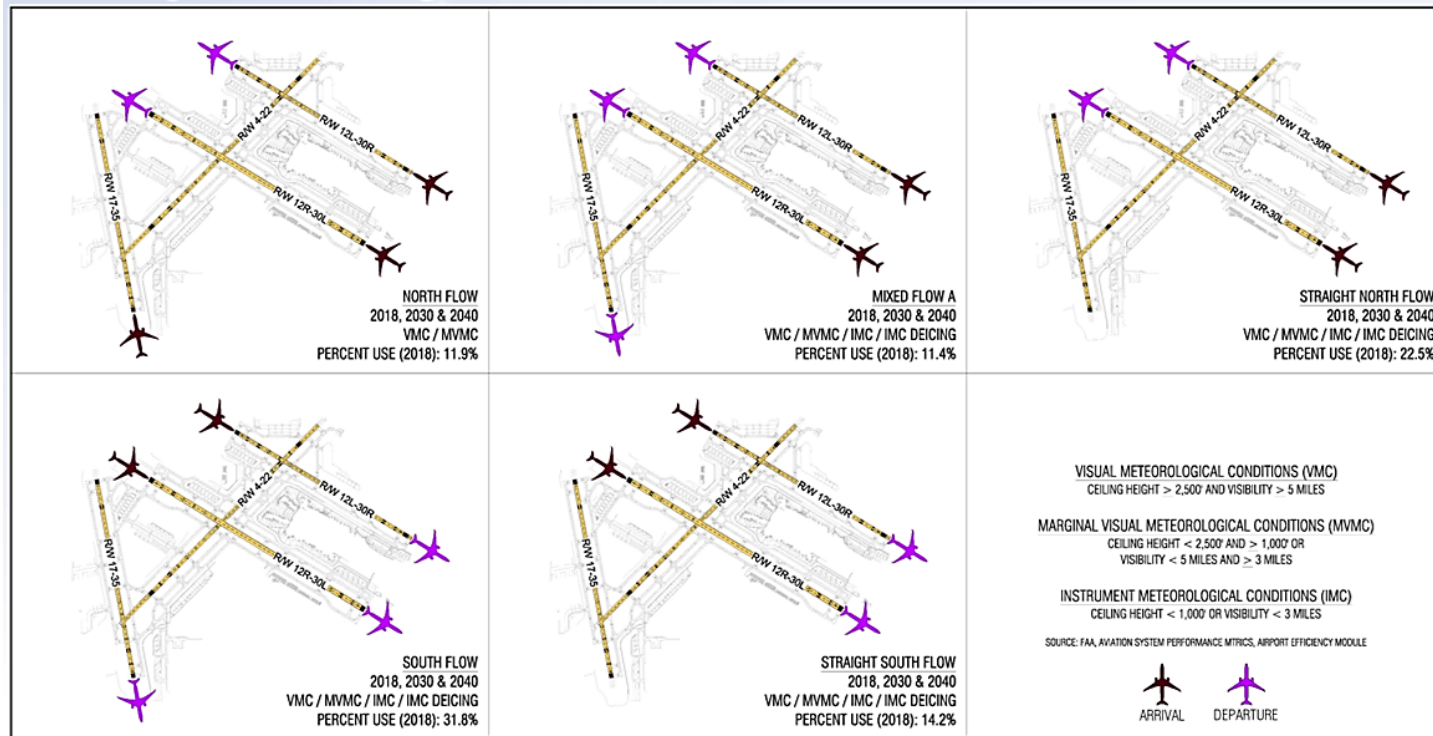 R/W 4-22
R/W 12L-30R
R/W 17-35
R/W 12R-30L
NORTH FLOW
2018, 2030 & 2040
VMC / MVMC
PERCENT USE (2018): 11.9%
R/W 4-22
R/W 12L-30R
R/W 17-35
R/W 12R-30L
MIXED FLOW A
2018, 2030 & 2040
VMC / MVMC / IMC / IMC DEICING
PERCENT USE (2018): 11.4%
R/W 4-22
R/W 12L-30R
R/W 17-35
R/W 12R-30L
STRAIGHT NORTH FLOW
2018, 2030 & 2040
VMC / MVMC / IMC / IMC DEICING
PERCENT USE (2018): 22.5%
R/W 4-22
R/W 12L-30R
R/W 17-35
R/W 12R-30L
SOUTH FLOW
2018, 2030 & 2040
VMC / MVMC / IMC / IMC DEICING
PERCENT USE (2018): 31.8%
R/W 4-22
R/W 12L-30R
R/W 17-35
R/W 12R-30L
STRAIGHT SOUTH FLOW
2018, 2030 & 2040
VMC / MVMC / IMC / IMC DEICING
PERCENT USE (2018): 14.2%
VISUAL METEOROLOGICAL CONDITIONS (VMC)
CEILING HEIGHT > 2,500' AND VISIBILITY > 5 MILES
MARGINAL VISUAL METEOROLOGICAL CONDITIONS (MVMC)
CEILING HEIGHT < 2,500' AND > 1,000' OR
VISIBILITY < 5 MILES AND ≥ 3 MILES
INSTRUMENT METEOROLOGICAL CONDITIONS (IMC)
CEILING HEIGHT < 1,000' OR VISIBILITY < 3 MILES
SOURCE: FAA, AVIATION SYSTEM PERFORMANCE MTRICS, AIRPORT EFFICIENCY MODULE
ARRIVAL
DEPARTURE